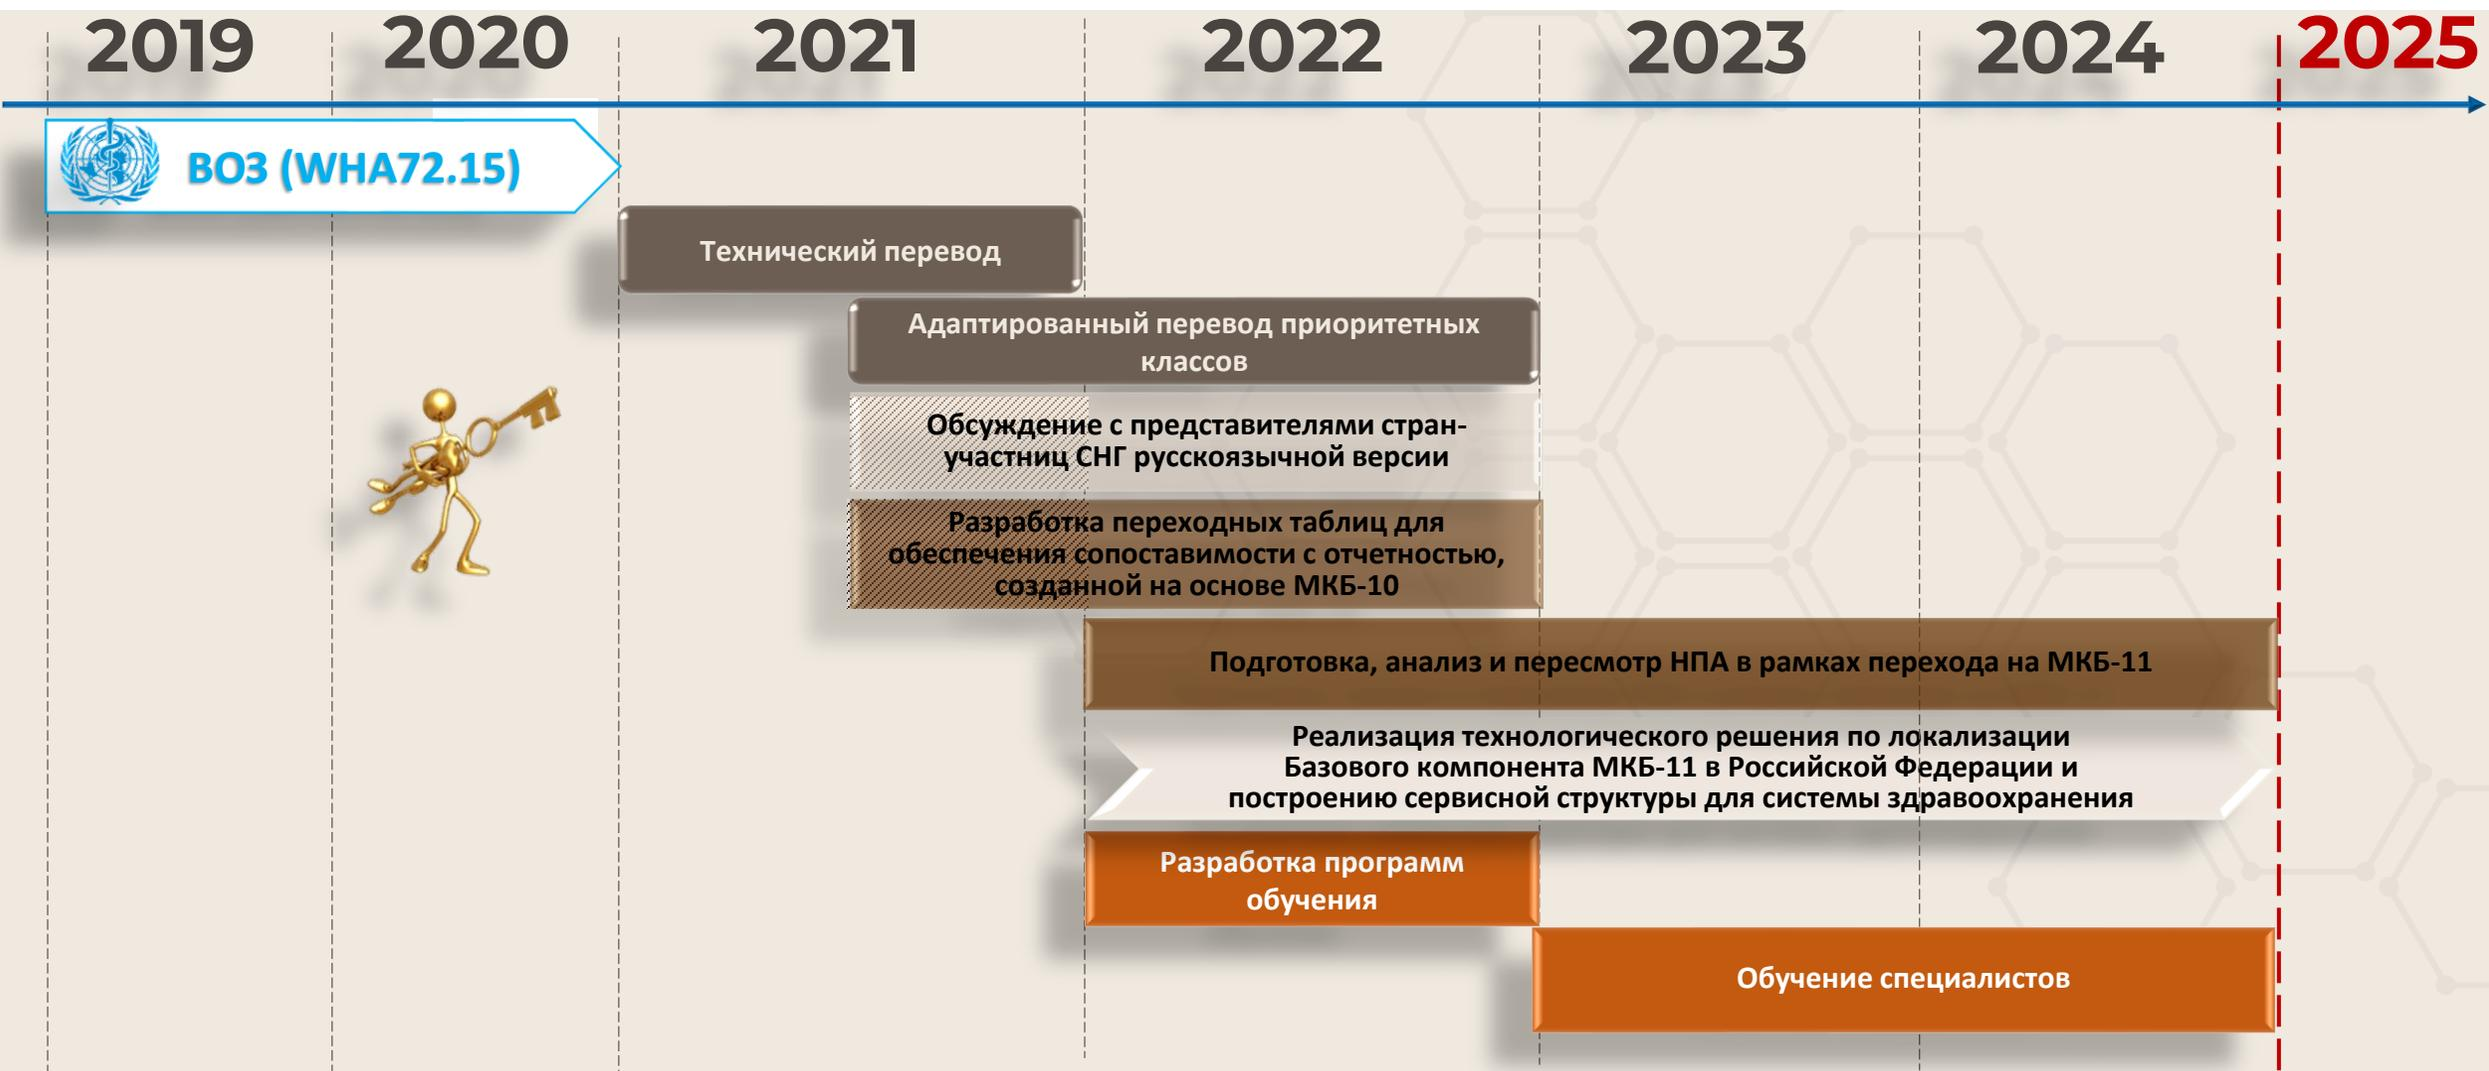 2019 2020 2021 2022 2023 2024 2025
ВОЗ (WHA72.15)
Технический перевод
Адаптированный перевод приоритетных
классов
Обсуждение с представителями стран-
участниц СНГ русскоязычной версии
Разработка переходных таблиц для
обеспечения сопоставимости с отчетностью,
созданной на основе МКБ-10
Подготовка, анализ и пересмотр НПА в рамках перехода на МКБ-11
Реализация технологического решения по локализации
Базового компонента МКБ-11 в Российской Федерации и
построению сервисной структуры для системы здравоохранения
Разработка программ
обучения
Обучение специалистов